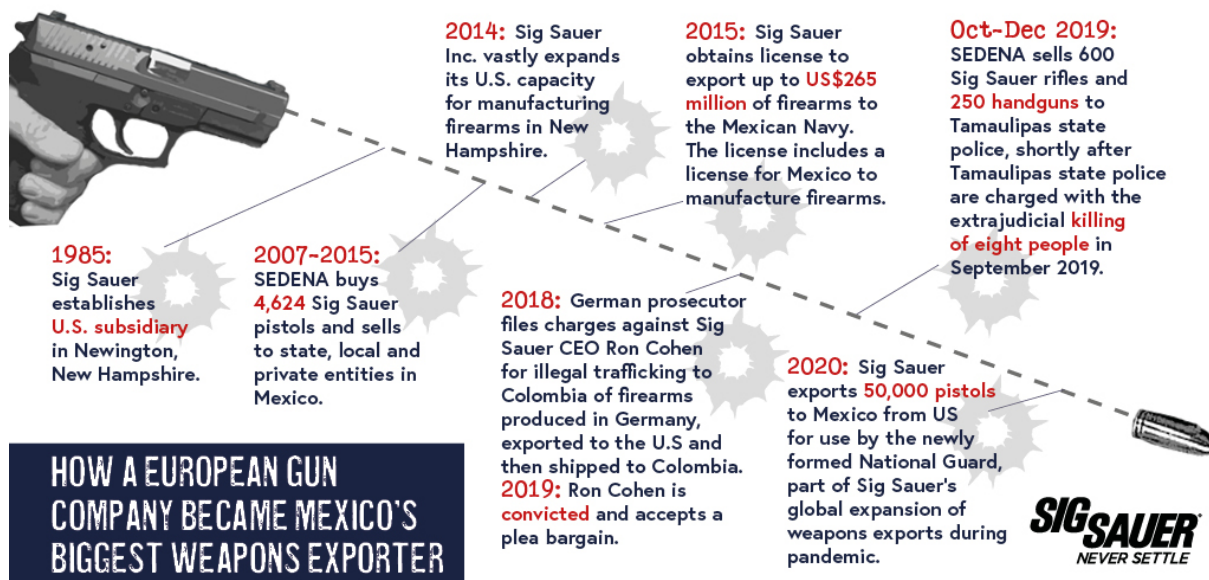 1985:
Sig Sauer
establishes
U.S. subsidiary
in Newington,
New Hampshire.
2007-2015:
SEDENA buys
4,624 Sig Sauer
pistols and sells
to state, local and
private entities in
Mexico.
2014: Sig Sauer
Inc. vastly expands
its U.S. capacity
for manufacturing
firearms in New
Hampshire.
2015: Sig Sauer
obtains license to
export up to US$265
million of firearms to
the Mexican Navy.
The license includes a
license for Mexico to
manufacture firearms.
2018: German prosecutor
files charges against Sig
Sauer CEO Ron Cohen
for illegal trafficking to
Colombia of firearms
produced in Germany,
exported to the U.S and
then shipped to Colombia.
2019: Ron Cohen is
convicted and accepts a
plea bargain.
Oct-Dec 2019:
SEDENA sells 600
Sig Sauer rifles and
250 handguns to
Tamaulipas state
police, shortly after
Tamaulipas state police
are charged with the
extrajudicial killing
of eight people in
September 2019.
2020: Sig Sauer
exports 50,000 pistols
to Mexico from US
for use by the newly
formed National Guard,
part of Sig Sauer's
global expansion of
weapons exports during
pandemic.
HOW A EUROPEAN GUN
COMPANY BECAME MEXICO'S
BIGGEST WEAPONS EXPORTER
SIG SAUER
NEVER SETTLE